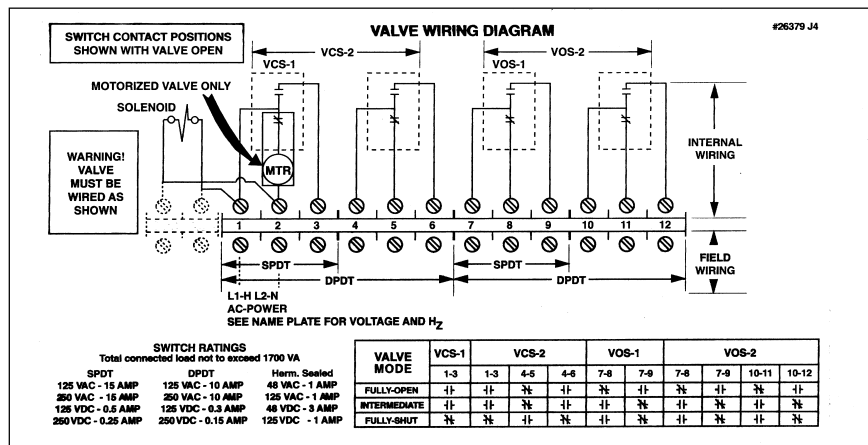 VALVE WIRING DIAGRAM
#26379 J4
SWITCH CONTACT POSITIONS
SHOWN WITH VALVE OPEN
VCS-2
VOS-2
VCS-1
VOS-1
MOTORIZED VALVE ONLY
SOLENOID
WARNING!
VALVE
MUST BE
WIRED AS
SHOWN
MTR
INTERNAL
WIRING
1 2 3 4 5 6 7 8 9 10 11 12
FIELD
WIRING
SPDT SPDT
DPDT DPDT
L1-H L2-N
AC-POWER
SEE NAME PLATE FOR VOLTAGE AND HZ
SWITCH RATINGS
Total connected load not to exceed 1700 VA
SPDT DPDT Herm. Sealed
125 VAC - 15 AMP 125 VAC - 10 AMP 48 VAC - 1 AMP
250 VAC - 15 AMP 250 VAC - 10 AMP 125 VAC - 1 AMP
125 VDC - 0.5 AMP 125 VDC - 0.3 AMP 48 VDC - 3 AMP
250 VDC - 0.25 AMP 250 VDC - 0.15 AMP 125 VDC - 1 AMP
VALVE
MODE
VCS-1 VCS-2 VOS-1 VOS-2
1-3 1-3 4-5 4-6 7-8 7-9 7-8 7-9 10-11 10-12
FULLY-OPEN
INTERMEDIATE
FULLY-SHUT